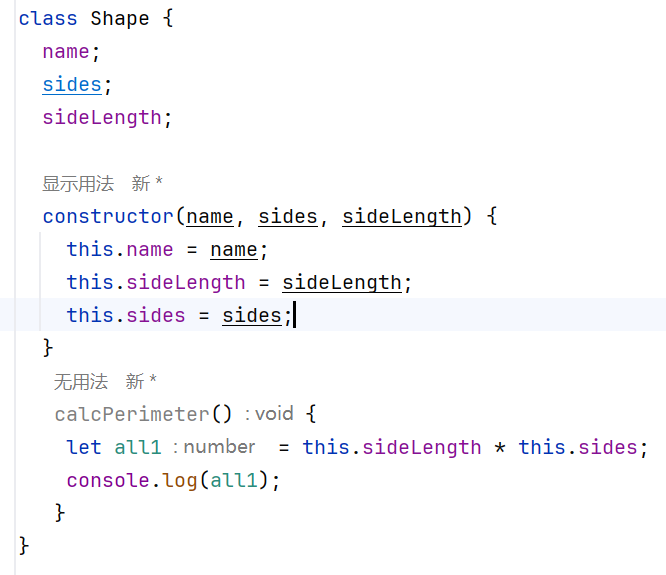 class Shape {
name;
sides;
sideLength;
显示用法 新 *
constructor(name, sides, sideLength) {
this.name = name;
this.sideLength = sideLength;
this.sides = sides;
}
无用法 新 *
calcPerimeter() : void {
let all1 : number = this.sideLength * this.sides;
console.log(all1);
}
}